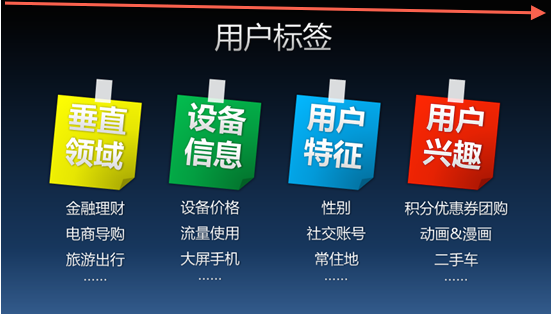 用户标签
垂直
领域
设备
信息
用户
特征
用户
兴趣
金融理财
电商导购
旅游出行
……
设备价格
流量使用
大屏手机
……
性别
社交账号
常住地
……
积分优惠券团购
动画&漫画
二手车
……